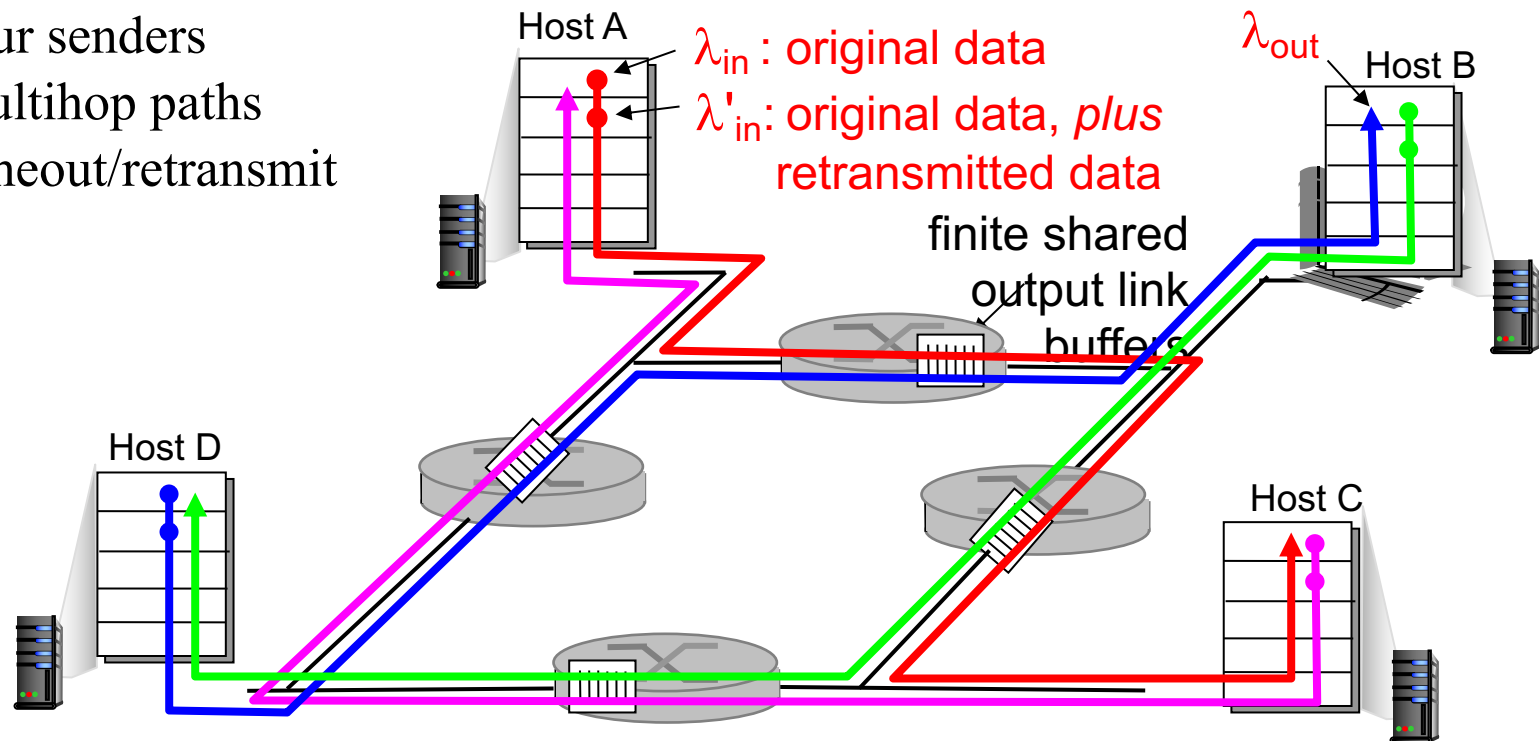 ur senders
ultihop paths
neout/retransmit
Host A
λin : original data
λ'in: original data, plus
retransmitted data
λout
Host B
finite shared
output link
buffers
Host D
Host C